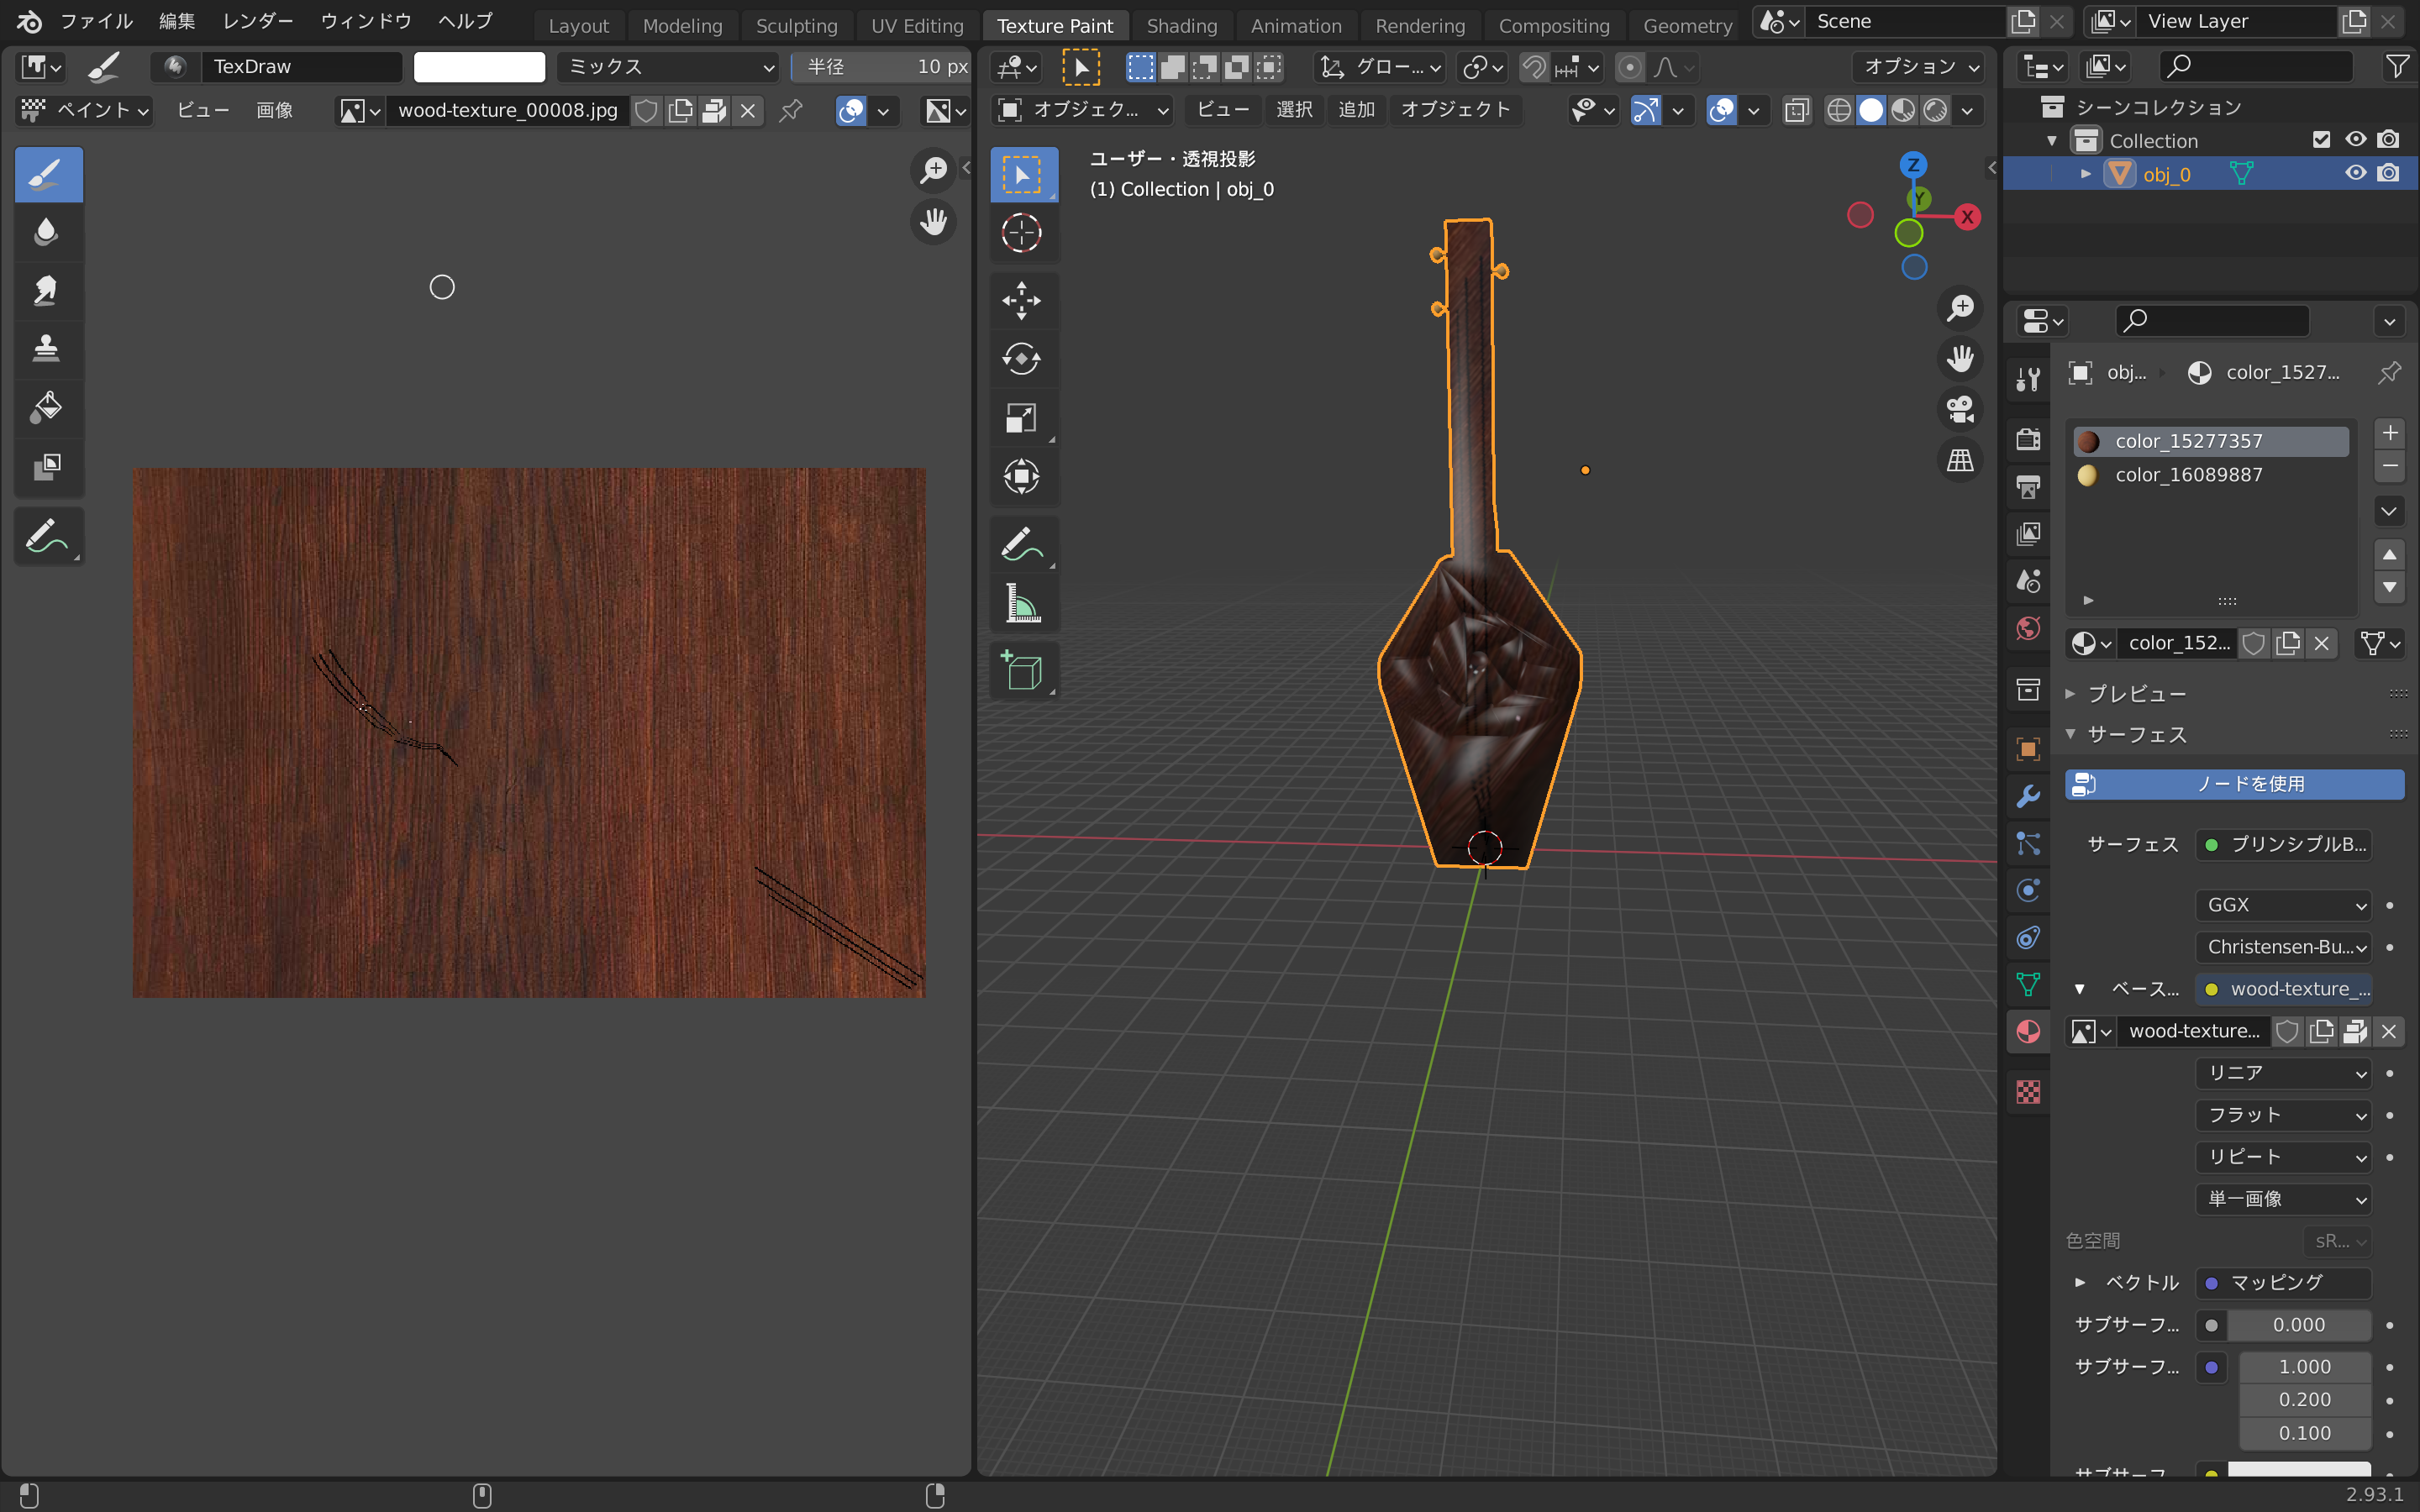 ファイル 編集 レンダー ウィンドウ ヘルプ Layout Modeling Sculpting UV Editing Texture Paint Shading Animation Rendering Compositing Geometry Scene View Layer
TexDraw ミックス 半径 10 px
ペイント ビュー 画像 wood-texture_00008.jpg
グロー... オプション
オブジェク... ビュー 選択 追加 オブジェクト
ユーザー・透視投影
(1) Collection | obj_0
Z
Y
X
シーンコレクション
Collection
obj_0
obj... color_1527...
color_15277357
color_16089887
color_152...
プレビュー
サーフェス
ノードを使用
サーフェス プリンシプルB...
GGX
Christensen-Bu...
ベース... wood-texture_...
wood-texture...
リニア
フラット
リピート
単一画像
色空間 sR...
ベクトル マッピング
サブサーフ... 0.000
サブサーフ... 1.000
0.200
0.100
サブサーフ
2.93.1